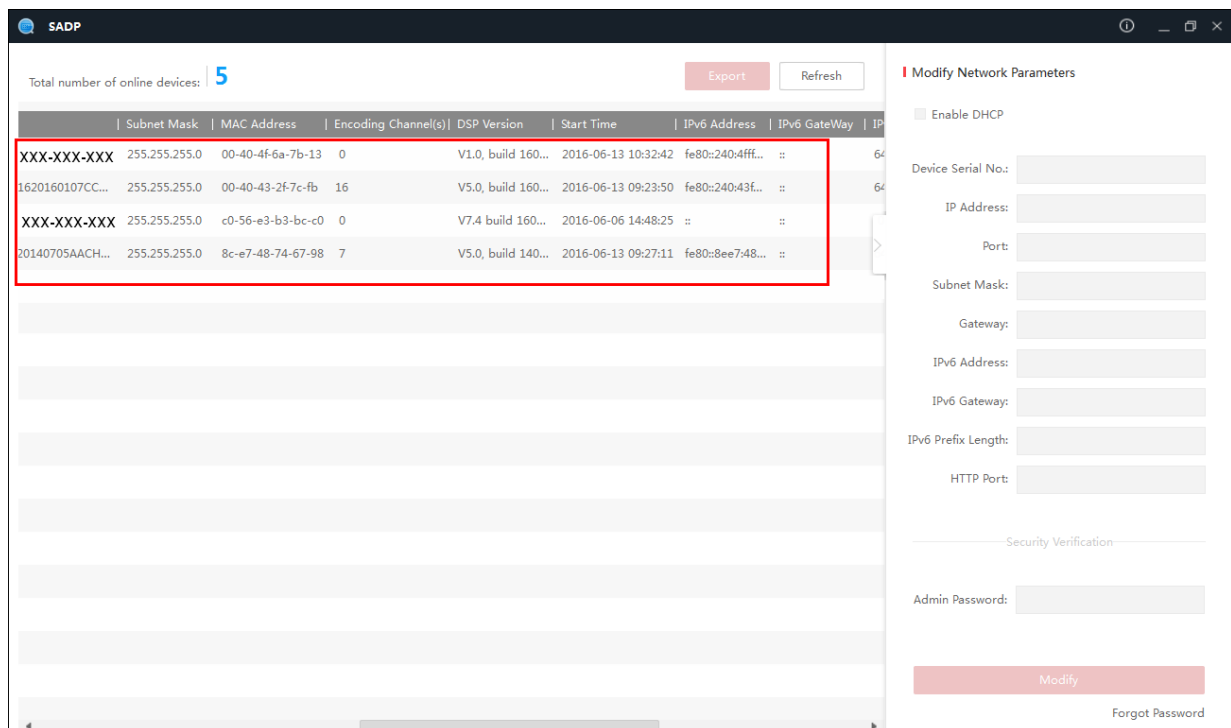 SADP
Total number of online devices: 5
Export
Refresh
| Subnet Mask | MAC Address | Encoding Channel(s)| DSP Version | Start Time | IPv6 Address | IPv6 GateWay | IP
XXX-XXX-XXX 255.255.255.0 00-40-4f-6a-7b-13 0 V1.0, build 160... 2016-06-13 10:32:42 fe80::240:4fff... :: 64
1620160107CC... 255.255.255.0 00-40-43-2f-7c-fb 16 V5.0, build 160... 2016-06-13 09:23:50 fe80::240:43f... :: 64
XXX-XXX-XXX 255.255.255.0 c0-56-e3-b3-bc-c0 0 V7.4 build 160... 2016-06-06 14:48:25 :: ::
20140705AACH... 255.255.255.0 8c-e7-48-74-67-98 7 V5.0, build 140... 2016-06-13 09:27:11 fe80::8ee7:48... ::
Modify Network Parameters
Enable DHCP
Device Serial No.:
IP Address:
Port:
Subnet Mask:
Gateway:
IPv6 Address:
IPv6 Gateway:
IPv6 Prefix Length:
HTTP Port:
Security Verification
Admin Password:
Modify
Forgot Password